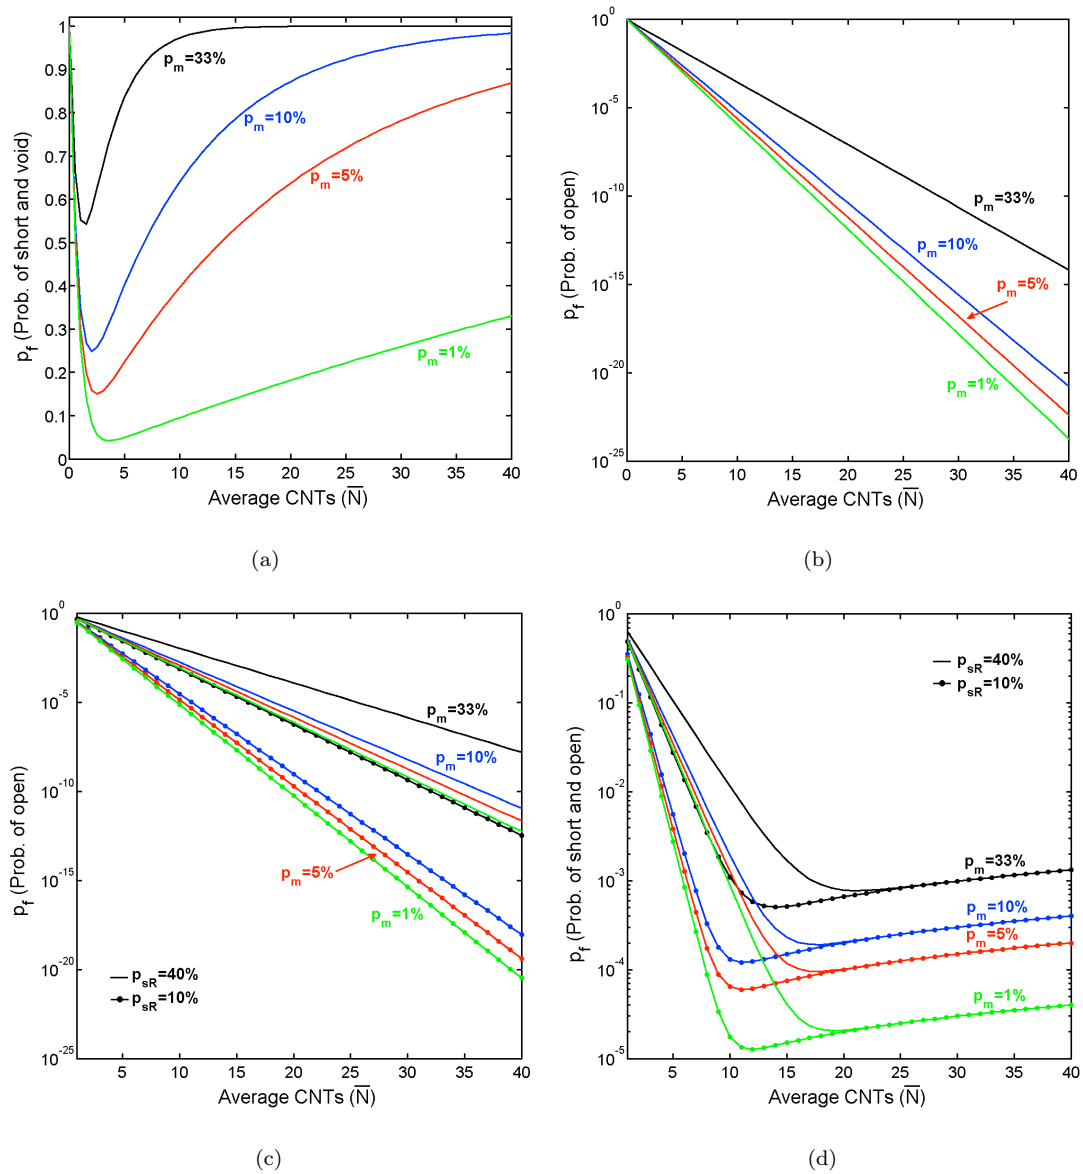 1
0.9
0.8
0.7
0.6
0.5
0.4
0.3
0.2
0.1
0
0 5 10 15 20 25 30 35 40
p_f (Prob. of short and void)
Average CNTs (N̅)
p_m=33%
p_m=10%
p_m=5%
p_m=1%
(a)
10^0
10^-5
10^-10
10^-15
10^-20
10^-25
0 5 10 15 20 25 30 35 40
p_f (Prob. of open)
Average CNTs (N̅)
p_m=33%
p_m=10%
p_m=5%
p_m=1%
(b)
10^0
10^-5
10^-10
10^-15
10^-20
10^-25
5 10 15 20 25 30 35 40
p_f (Prob. of open)
Average CNTs (N̅)
p_m=33%
p_m=10%
p_m=5%
p_m=1%
p_sR=40%
p_sR=10%
(c)
10^0
10^-1
10^-2
10^-3
10^-4
10^-5
5 10 15 20 25 30 35 40
p_f (Prob. of short and open)
Average CNTs (N̅)
p_sR=40%
p_sR=10%
p_m=33%
p_m=10%
p_m=5%
p_m=1%
(d)